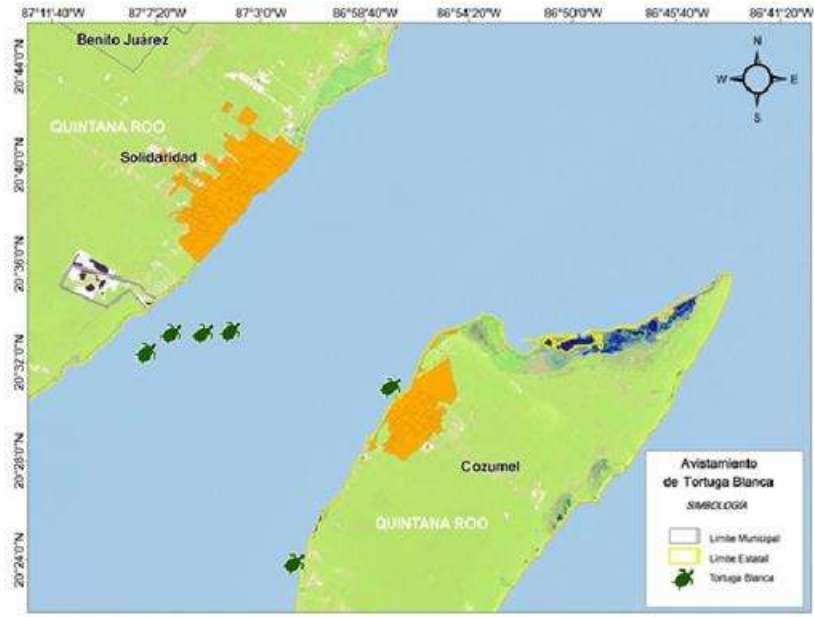 87°11'40"W 87°7'20"W 87°3'0"W 86°58'40"W 86°54'20"W 86°50'0"W 86°45'40"W 86°41'20"W
20°44'0"N
20°40'0"N
20°36'0"N
20°32'0"N
20°28'0"N
20°24'0"N
Benito Juárez
QUINTANA ROO
Solidaridad
N
W E
S
Cozumel
QUINTANA ROO
Avistamiento
de Tortuga Blanca
SIMBOLOGÍA
Límite Municipal
Límite Estatal
Tortuga Blanca